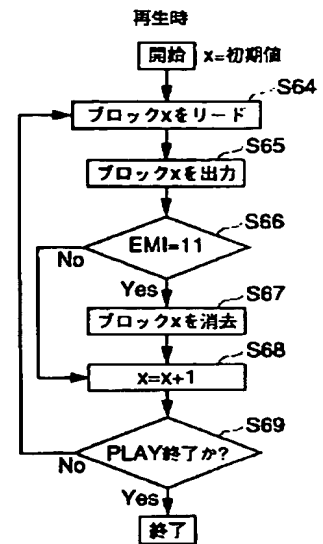 再生時
開始 x=初期値
S64
ブロックxをリード
S65
ブロックxを出力
S66
EMI=11
No
Yes
S67
ブロックxを消去
S68
x=x+1
S69
PLAY終了か?
No
Yes
終了